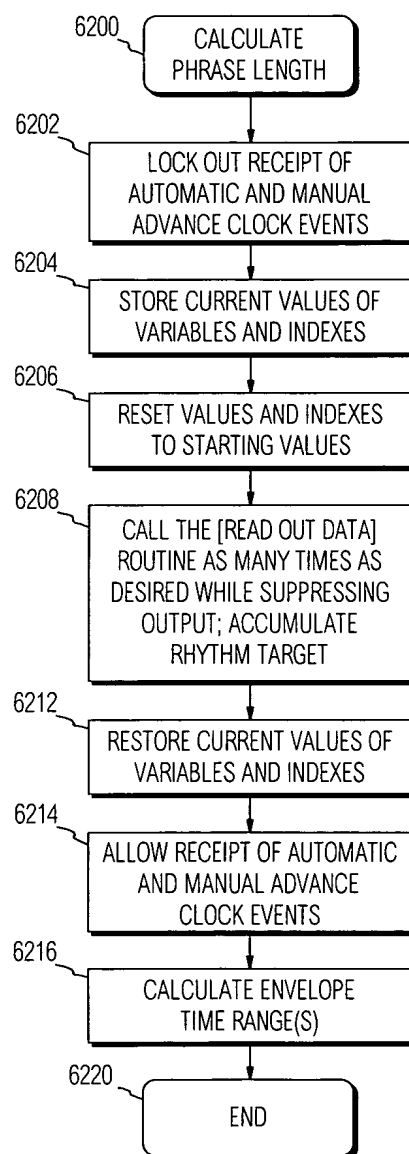 6200
CALCULATE
PHRASE LENGTH
6202
LOCK OUT RECEIPT OF
AUTOMATIC AND MANUAL
ADVANCE CLOCK EVENTS
6204
STORE CURRENT VALUES OF
VARIABLES AND INDEXES
6206
RESET VALUES AND INDEXES
TO STARTING VALUES
6208
CALL THE [READ OUT DATA]
ROUTINE AS MANY TIMES AS
DESIRED WHILE SUPPRESSING
OUTPUT; ACCUMULATE
RHYTHM TARGET
6212
RESTORE CURRENT VALUES OF
VARIABLES AND INDEXES
6214
ALLOW RECEIPT OF AUTOMATIC
AND MANUAL ADVANCE
CLOCK EVENTS
6216
CALCULATE ENVELOPE
TIME RANGE(S)
6220
END